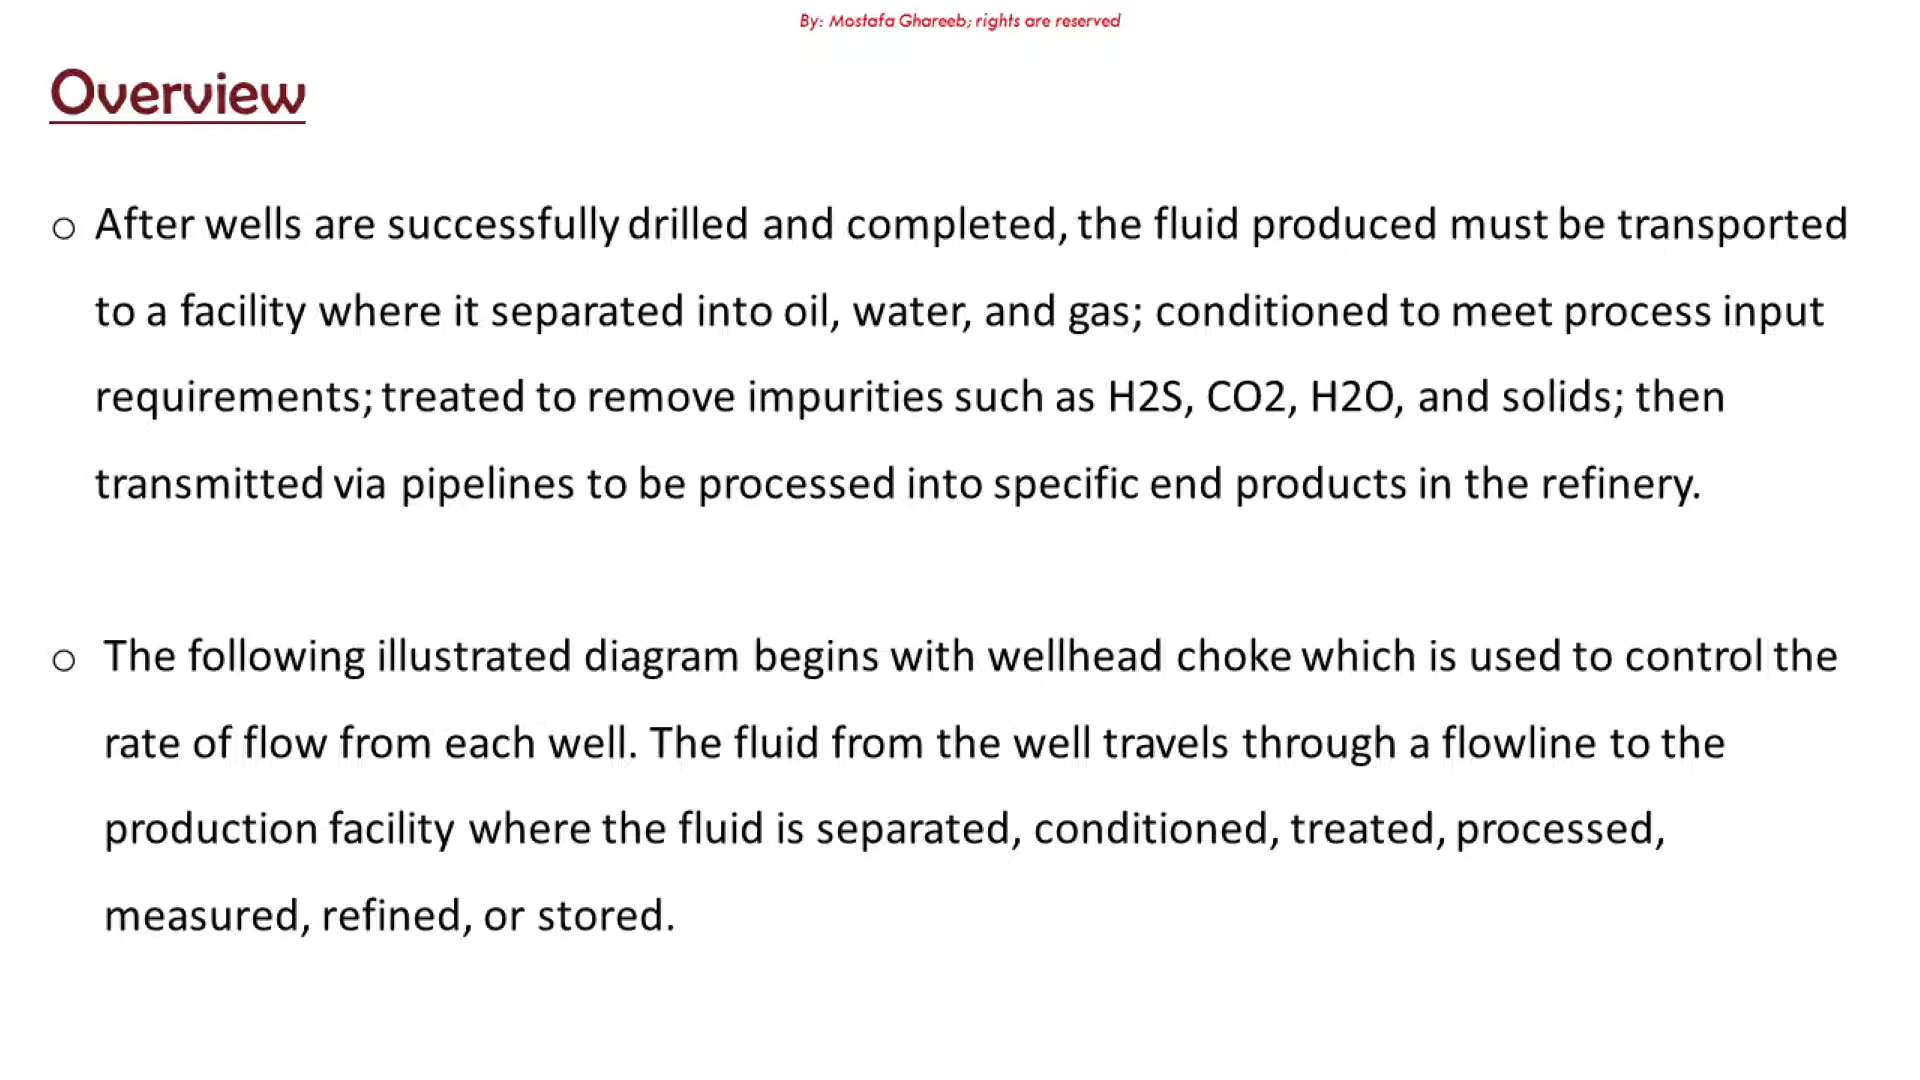 By: Mostafa Ghareeb; rights are reserved
Overview
o After wells are successfully drilled and completed, the fluid produced must be transported
to a facility where it separated into oil, water, and gas; conditioned to meet process input
requirements; treated to remove impurities such as H2S, CO2, H2O, and solids; then
transmitted via pipelines to be processed into specific end products in the refinery.
o The following illustrated diagram begins with wellhead choke which is used to control the
rate of flow from each well. The fluid from the well travels through a flowline to the
production facility where the fluid is separated, conditioned, treated, processed,
measured, refined, or stored.